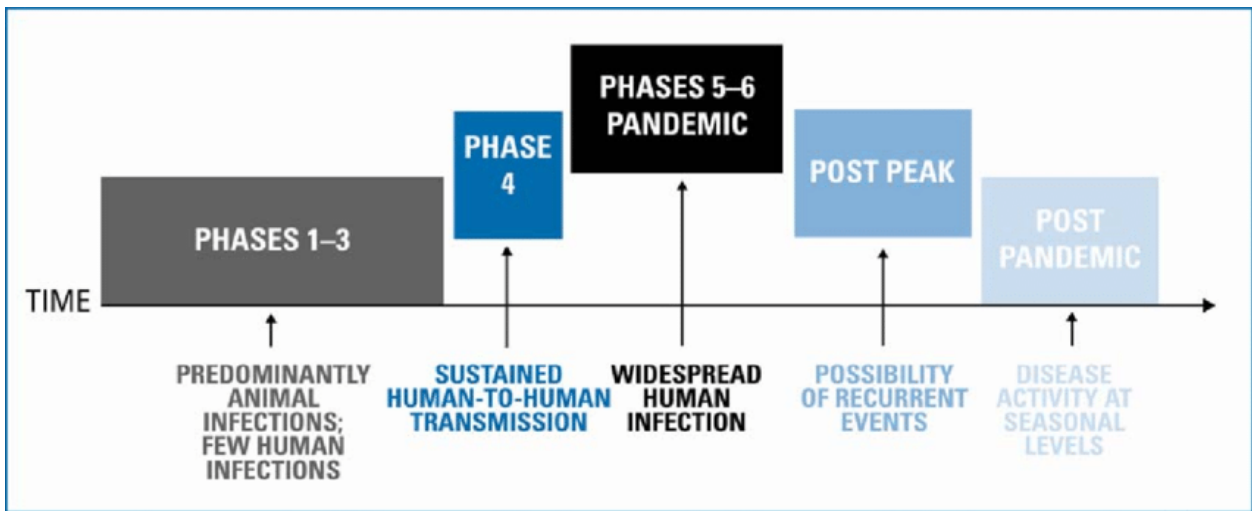 PHASES 5–6
PANDEMIC
PHASE
4
POST PEAK
PHASES 1–3
POST
PANDEMIC
TIME
PREDOMINANTLY
ANIMAL
INFECTIONS;
FEW HUMAN
INFECTIONS
SUSTAINED
HUMAN-TO-HUMAN
TRANSMISSION
WIDESPREAD
HUMAN
INFECTION
POSSIBILITY
OF RECURRENT
EVENTS
DISEASE
ACTIVITY AT
SEASONAL
LEVELS